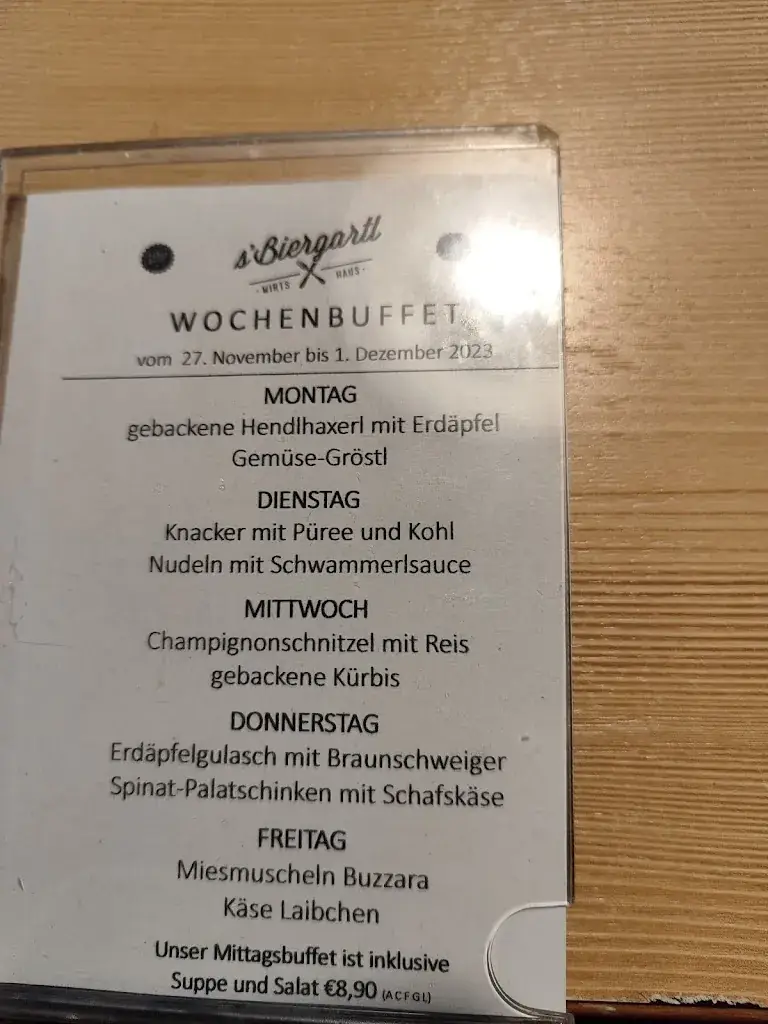 s'Biergartl
WIRTS HAUS
WOCHENBUFFET
vom 27. November bis 1. Dezember 2023
MONTAG
gebackene Hendlhaxerl mit Erdäpfel
Gemüse-Gröstl
DIENSTAG
Knacker mit Püree und Kohl
Nudeln mit Schwammerlsauce
MITTWOCH
Champignonschnitzel mit Reis
gebackene Kürbis
DONNERSTAG
Erdäpfelgulasch mit Braunschweiger
Spinat-Palatschinken mit Schafskäse
FREITAG
Miesmuscheln Buzzara
Käse Laibchen
Unser Mittagsbuffet ist inklusive
Suppe und Salat €8,90 (A C F G L)